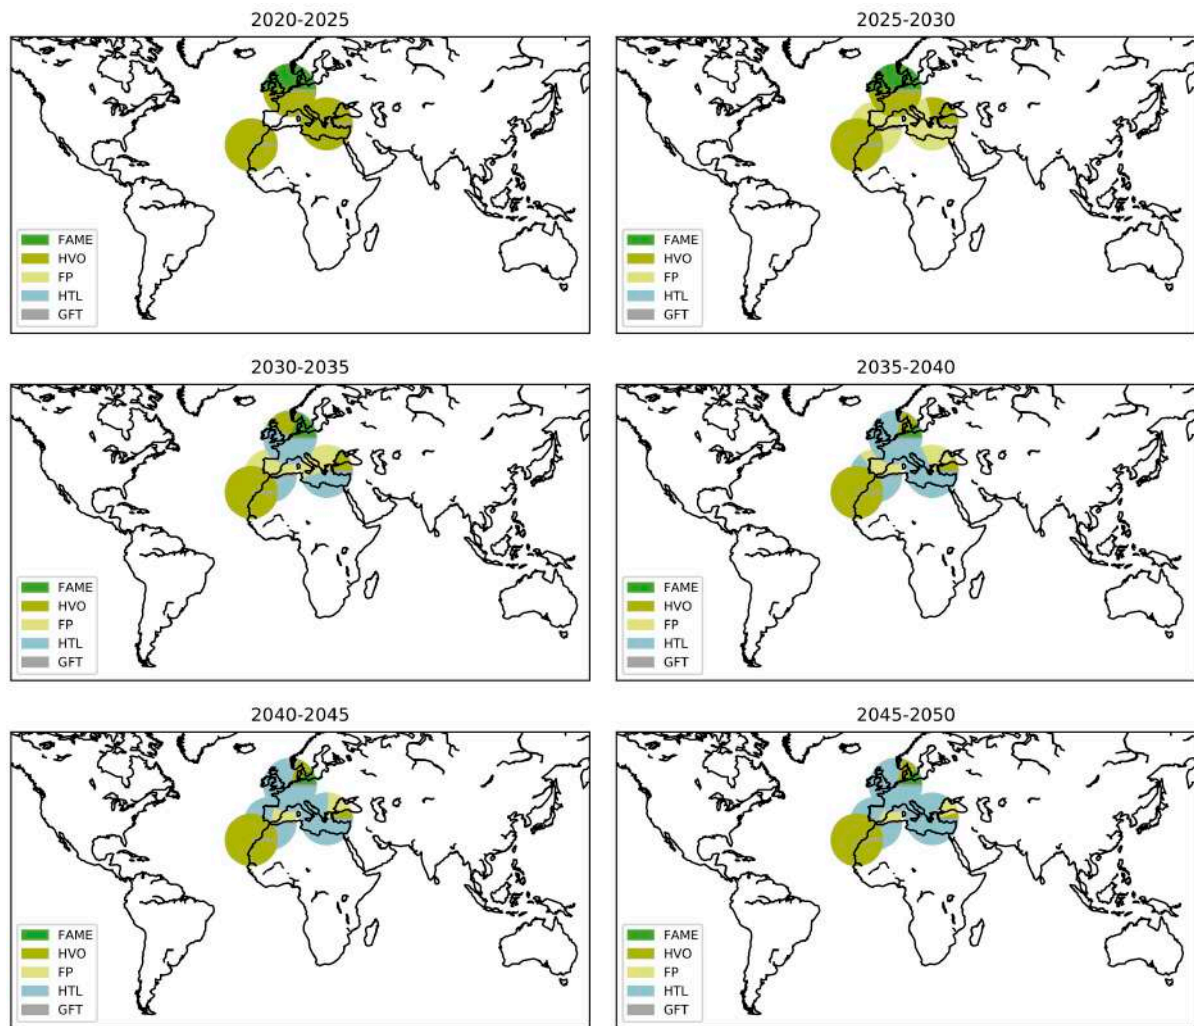 2020-2025
2025-2030
FAME
HVO
FP
HTL
GFT
FAME
HVO
FP
HTL
GFT
2030-2035
2035-2040
FAME
HVO
FP
HTL
GFT
FAME
HVO
FP
HTL
GFT
2040-2045
2045-2050
FAME
HVO
FP
HTL
GFT
FAME
HVO
FP
HTL
GFT